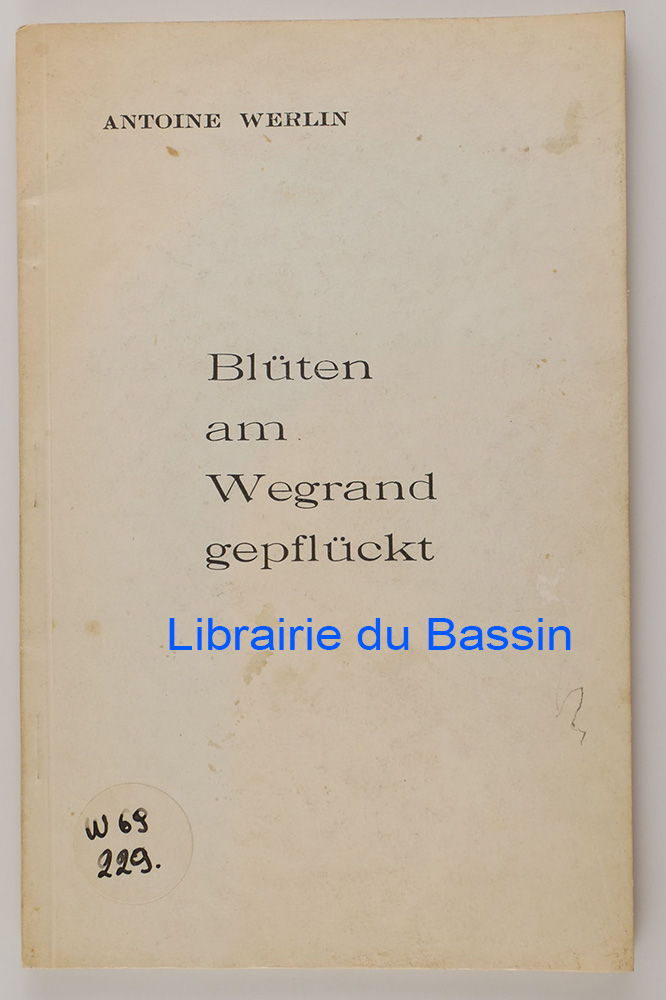 ANTOINE WERLIN
Blüten
am
Wegrand
gepflückt
Librairie du Bassin
W 69
229.